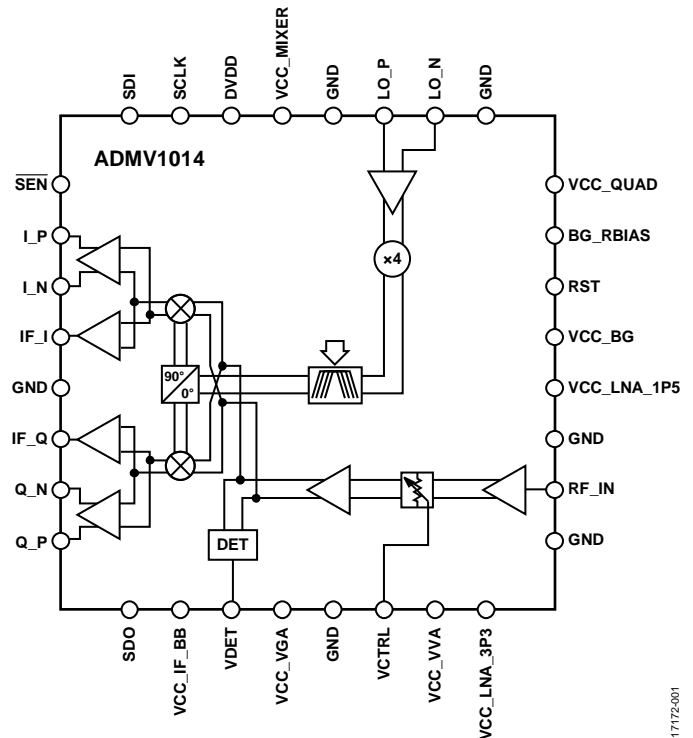 SDI
SCLK
DVDD
VCC_MIXER
GND
LO_P
LO_N
GND
ADMV1014
SEN
I_P
I_N
IF_I
GND
IF_Q
Q_N
Q_P
VCC_QUAD
BG_RBIAS
RST
VCC_BG
VCC_LNA_1P5
GND
RF_IN
GND
×4
90°
0°
DET
SDO
VCC_IF_BB
VDET
VCC_VGA
GND
VCTRL
VCC_VVA
VCC_LNA_3P3
17172-001